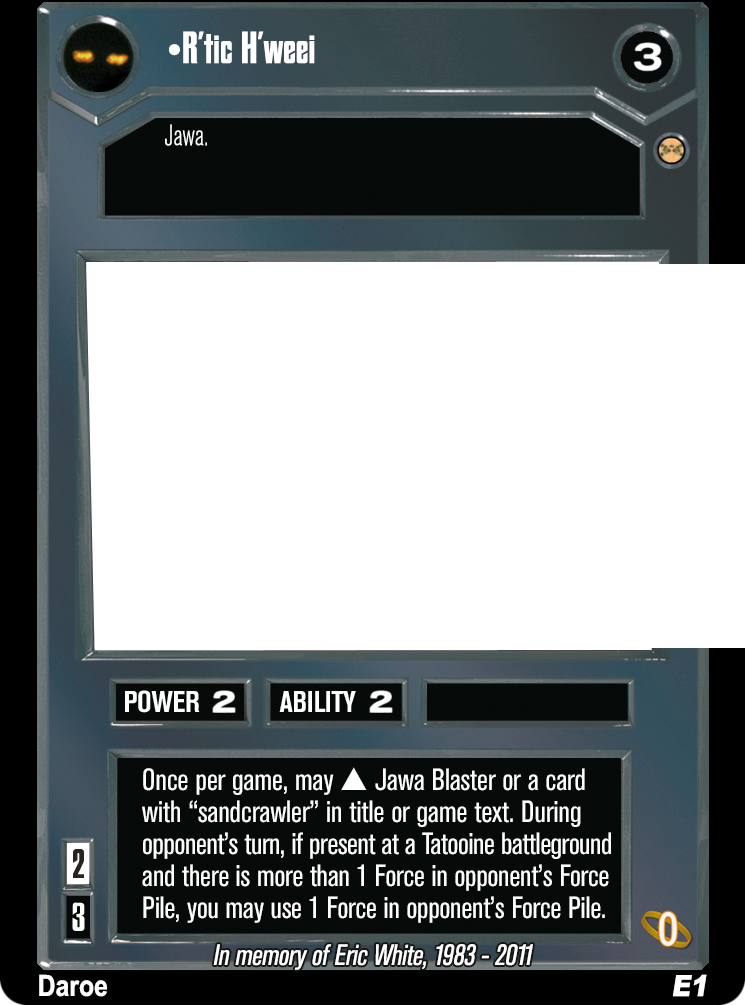 •R'tic H'weei
3
Jawa.
POWER 2
ABILITY 2
Once per game, may ▲ Jawa Blaster or a card
with “sandcrawler” in title or game text. During
opponent's turn, if present at a Tatooine battleground
and there is more than 1 Force in opponent's Force
Pile, you may use 1 Force in opponent's Force Pile.
2
3
0
In memory of Eric White, 1983 - 2011
Daroe
E1